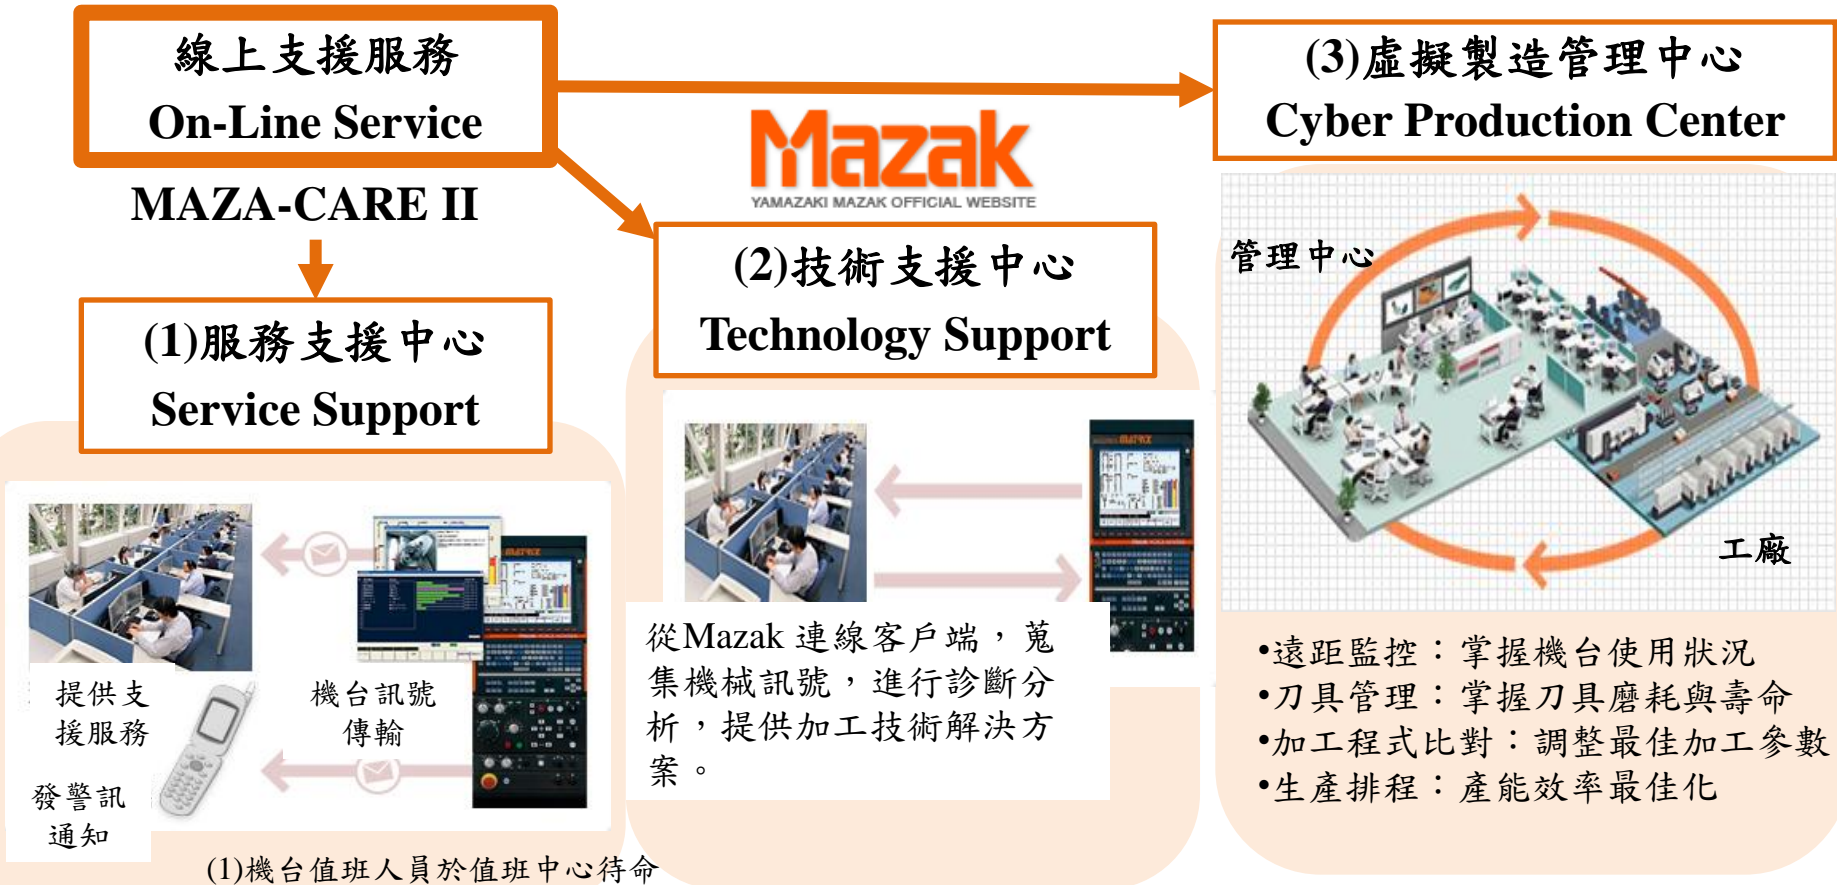 線上支援服務
On-Line Service
MAZA-CARE II
(1)服務支援中心
Service Support
提供支
援服務
機台訊號
傳輸
發警訊
通知
(1)機台值班人員於值班中心待命
Mazak
YAMAZAKI MAZAK OFFICIAL WEBSITE
(2)技術支援中心
Technology Support
MATRIX
從Mazak 連線客戶端，蒐
集機械訊號，進行診斷分
析，提供加工技術解決方
案。
(3)虛擬製造管理中心
Cyber Production Center
管理中心
工廠
•遠距監控：掌握機台使用狀況
•刀具管理：掌握刀具磨耗與壽命
•加工程式比對：調整最佳加工參數
•生產排程：產能效率最佳化